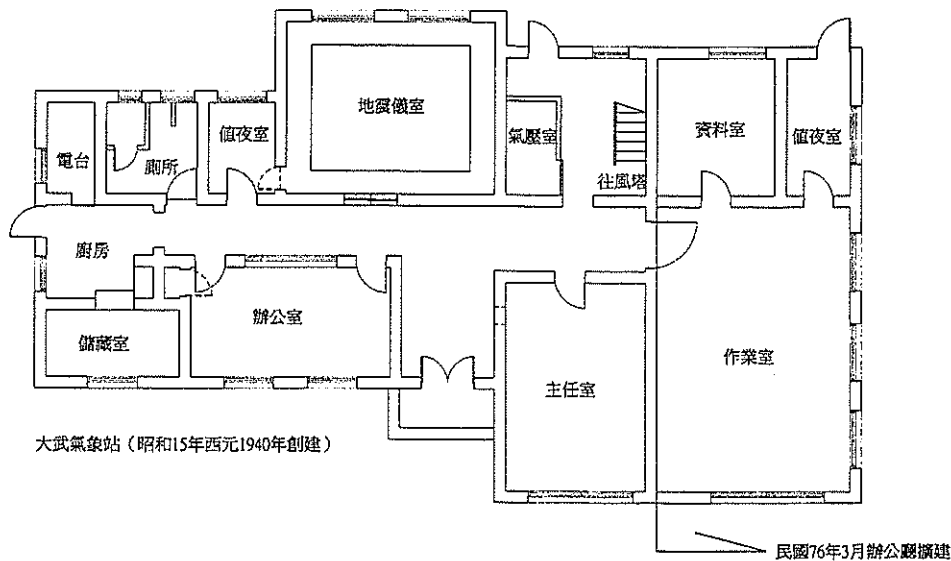 地震儀室
氣壓室
往風塔
資料室
值夜室
值夜室
電台
廁所
廚房
儲藏室
辦公室
主任室
作業室
大武氣象站（昭和15年西元1940年創建）
民國76年3月辦公廳擴建